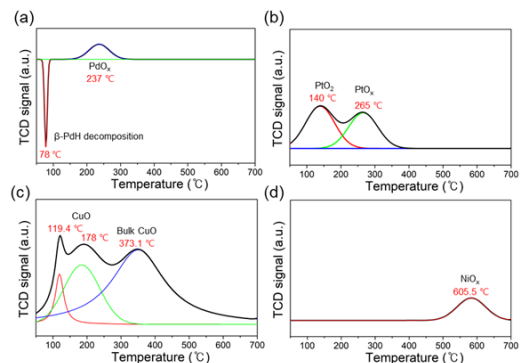 (a)
TCD signal (a.u.)
PdOx
237 ℃
β-PdH decomposition
78 ℃
100 200 300 400 500 600 700
Temperature (℃)
(b)
TCD signal (a.u.)
PtO2
140 ℃
PtOx
265 ℃
100 200 300 400 500 600 700
Temperature (℃)
(c)
TCD signal (a.u.)
CuO
119.4 ℃
178 ℃
Bulk CuO
373.1 ℃
100 200 300 400 500 600 700
Temperature (℃)
(d)
TCD signal (a.u.)
NiOx
605.5 ℃
100 200 300 400 500 600 700
Temperature (℃)